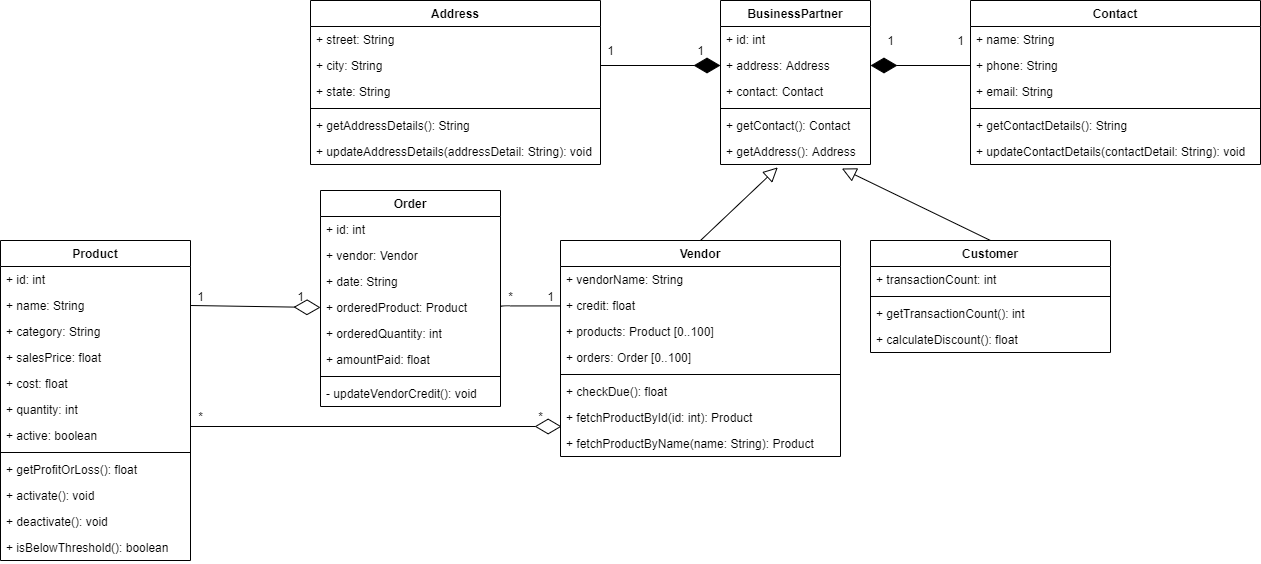 Address
+ street: String
+ city: String
+ state: String
+ getAddressDetails(): String
+ updateAddressDetails(addressDetail: String): void
1
1
BusinessPartner
+ id: int
+ address: Address
+ contact: Contact
+ getContact(): Contact
+ getAddress(): Address
1
1
Contact
+ name: String
+ phone: String
+ email: String
+ getContactDetails(): String
+ updateContactDetails(contactDetail: String): void
Product
+ id: int
+ name: String
+ category: String
+ salesPrice: float
+ cost: float
+ quantity: int
+ active: boolean
+ getProfitOrLoss(): float
+ activate(): void
+ deactivate(): void
+ isBelowThreshold(): boolean
1
1
Order
+ id: int
+ vendor: Vendor
+ date: String
+ orderedProduct: Product
+ orderedQuantity: int
+ amountPaid: float
- updateVendorCredit(): void
*
1
*
*
Vendor
+ vendorName: String
+ credit: float
+ products: Product [0..100]
+ orders: Order [0..100]
+ checkDue(): float
+ fetchProductById(id: int): Product
+ fetchProductByName(name: String): Product
Customer
+ transactionCount: int
+ getTransactionCount(): int
+ calculateDiscount(): float